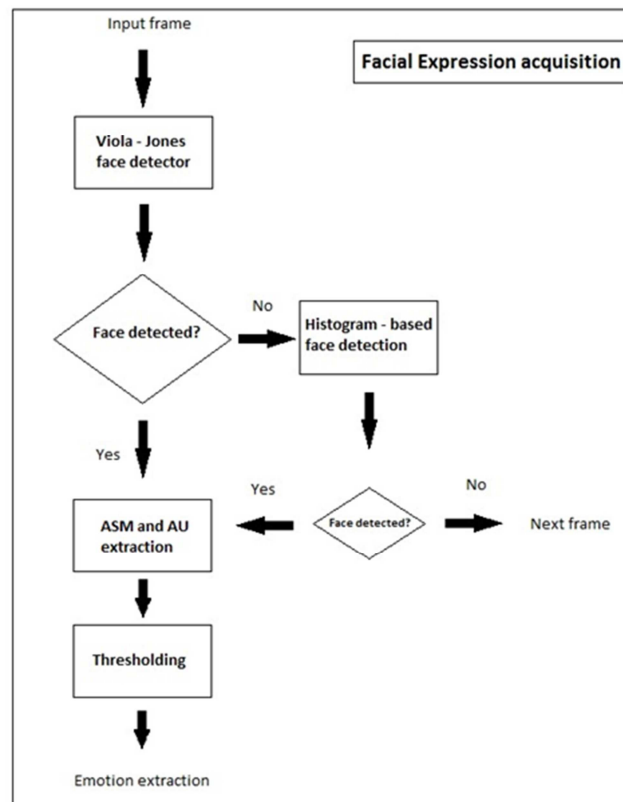 Input frame
Facial Expression acquisition
Viola - Jones
face detector
Face detected?
No
Histogram - based
face detection
Yes
ASM and AU
extraction
Yes
Face detected?
No
Next frame
Thresholding
Emotion extraction